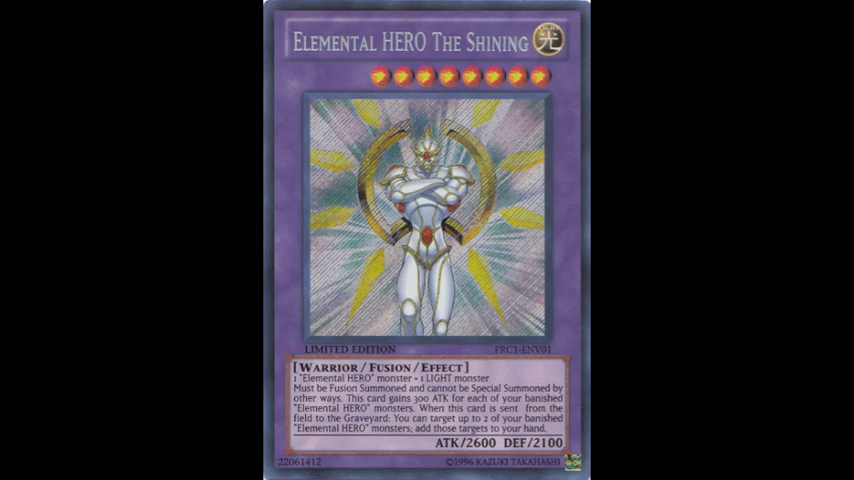 Elemental HERO The Shining
光
LIMITED EDITION
PRC1-ENV01
[Warrior / Fusion / Effect]
1 "Elemental HERO" monster + 1 LIGHT monster
Must be Fusion Summoned and cannot be Special Summoned by
other ways. This card gains 300 ATK for each of your banished
"Elemental HERO" monsters. When this card is sent from the
field to the Graveyard: You can target up to 2 of your banished
"Elemental HERO" monsters; add those targets to your hand.
ATK/2600 DEF/2100
22061412
©1996 KAZUKI TAKAHASHI